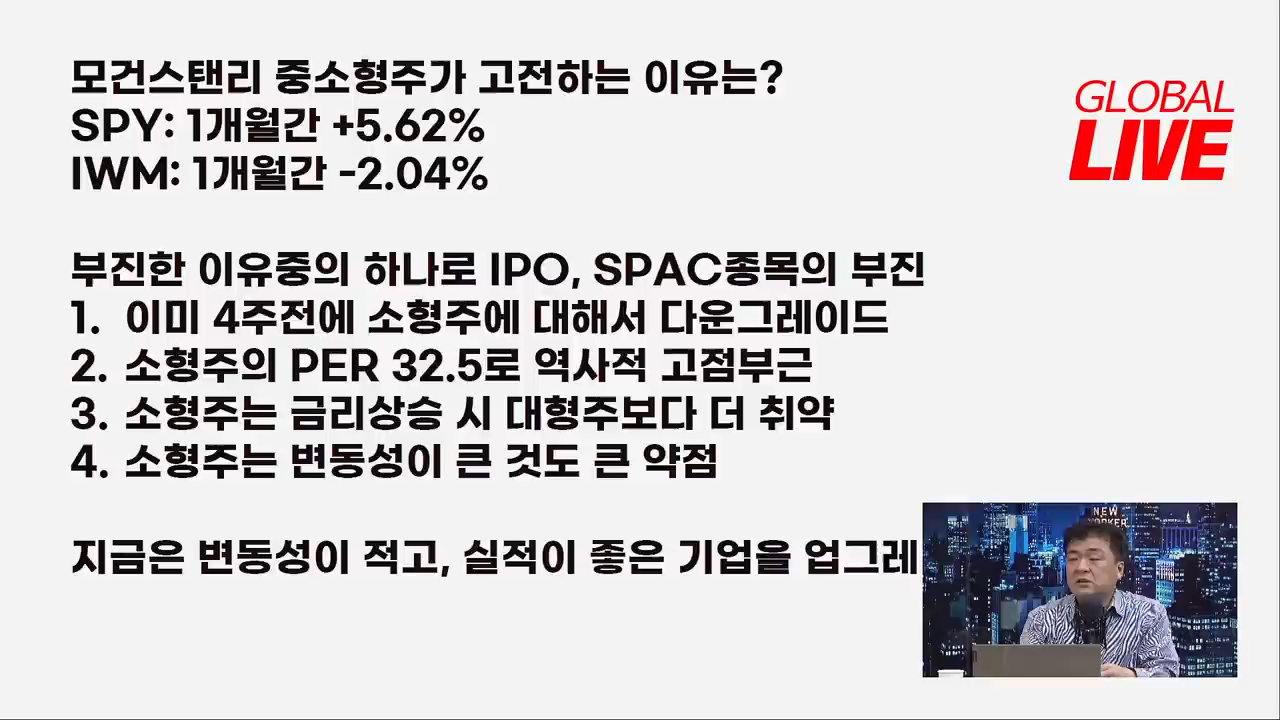 모건스탠리 중소형주가 고전하는 이유는?
SPY: 1개월간 +5.62%
IWM: 1개월간 -2.04%
GLOBAL
LIVE
부진한 이유중의 하나로 IPO, SPAC종목의 부진
1. 이미 4주전에 소형주에 대해서 다운그레이드
2. 소형주의 PER 32.5로 역사적 고점부근
3. 소형주는 금리상승 시 대형주보다 더 취약
4. 소형주는 변동성이 큰 것도 큰 약점
지금은 변동성이 적고, 실적이 좋은 기업을 업그레
NEW
YORKER